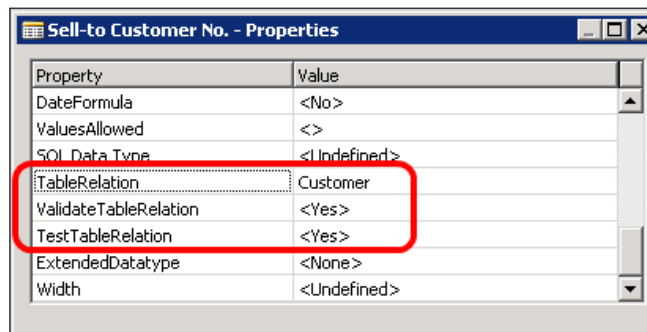 Sell-to Customer No. - Properties
Property Value
DateFormula <No>
ValuesAllowed <>
SQL Data Type <Undefined>
TableRelation Customer
ValidateTableRelation <Yes>
TestTableRelation <Yes>
ExtendedDatatype <None>
Width <Undefined>